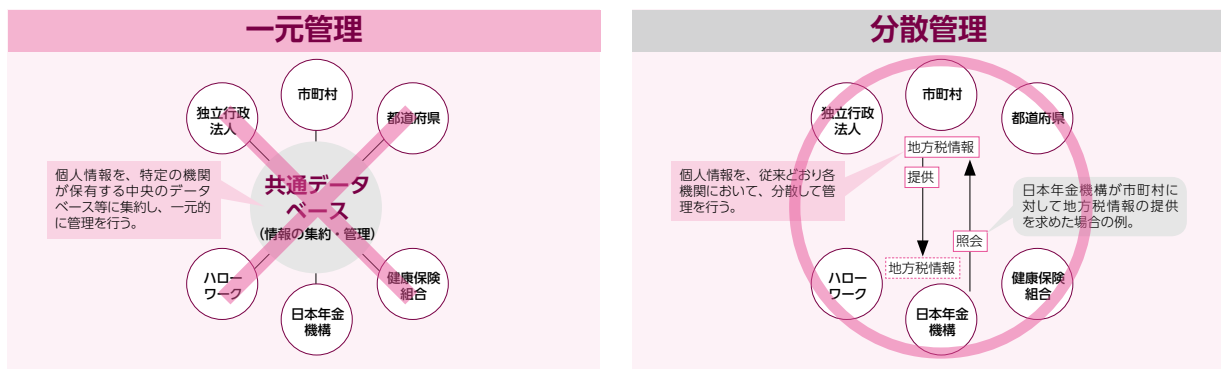 一元管理
市町村
独立行政
法人
都道府県
個人情報を、特定の機関
が保有する中央のデータ
ベース等に集約し、一元的
に管理を行う。
共通データ
ベース
(情報の集約・管理)
ハロー
ワーク
健康保険
組合
日本年金
機構
分散管理
市町村
独立行政
法人
都道府県
地方税情報
個人情報を、従来どおり各
機関において、分散して管
理を行う。
提供
日本年金機構が市町村に
対して地方税情報の提供
を求めた場合の例。
照会
地方税情報
ハロー
ワーク
健康保険
組合
日本年金
機構